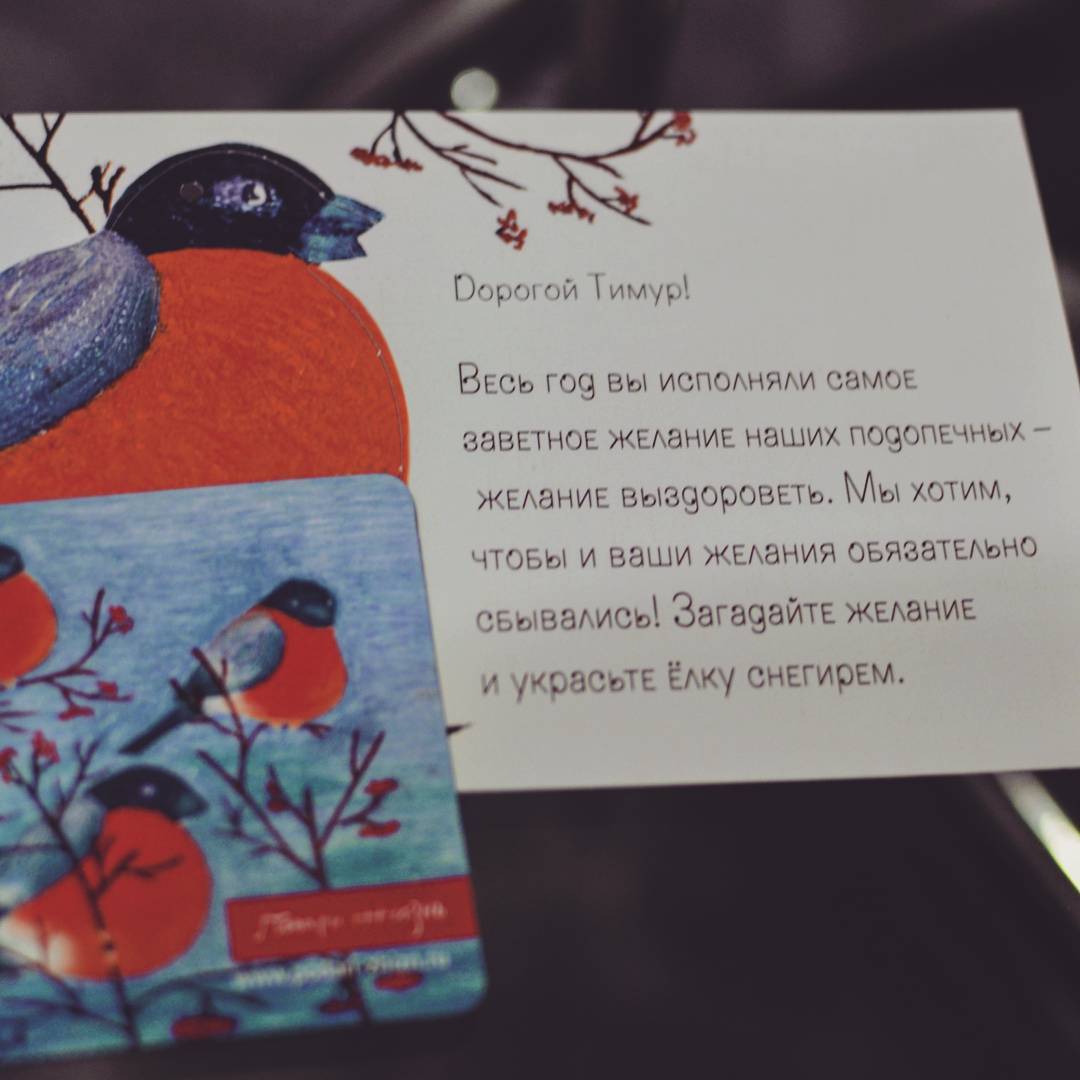 Дорогой Тимур!
Весь год вы исполняли самое
заветное желание наших подопечных –
желание выздороветь. Мы хотим,
чтобы и ваши желания обязательно
сбывались! Загадайте желание
и украсьте ёлку снегирем.